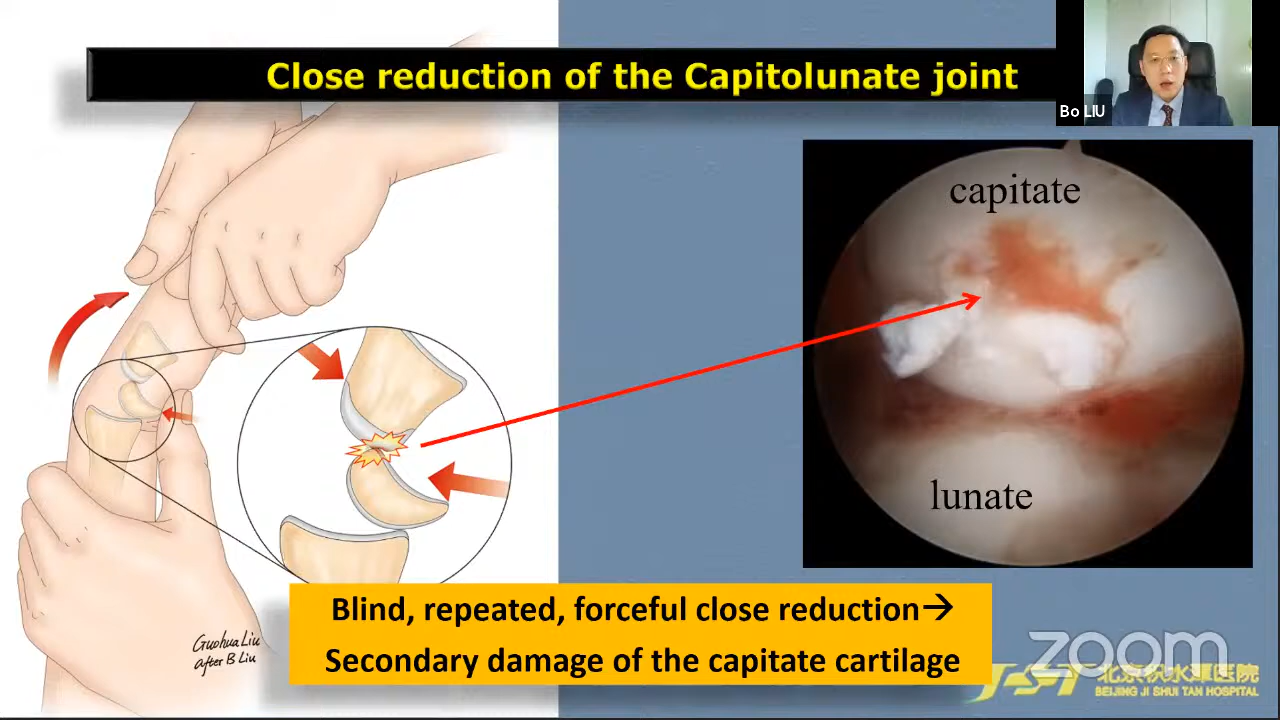 Close reduction of the Capitolunate joint
Bo LIU
capitate
lunate
Blind, repeated, forceful close reduction→
Secondary damage of the capitate cartilage
Guohua Liu
after B Liu
zoom
JST 北京积水潭医院
BEIJING JI SHUI TAN HOSPITAL